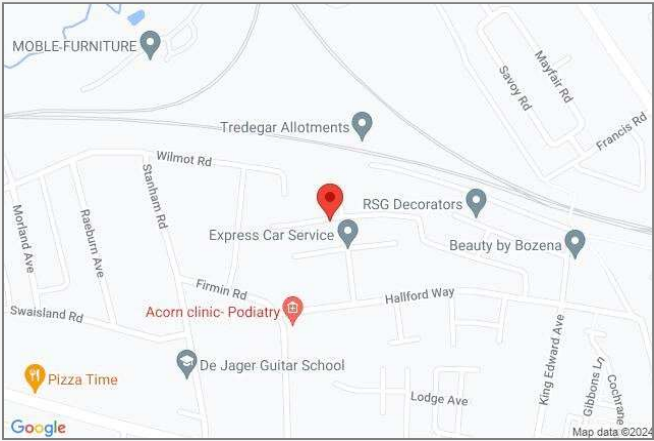 MOBLE-FURNITURE
Mayfair Rd
Savoy Rd
Francis Rd
Tredegar Allotments
Wilmot Rd
Stanham Rd
RSG Decorators
Morland Ave
Raeburn Ave
Express Car Service
Beauty by Bozena
Firmin Rd
Hallford Way
Swaisland Rd
Acorn clinic- Podiatry
King Edward Ave
De Jager Guitar School
Pizza Time
Gibbons Ln
Cochrane
Lodge Ave
Google
Map data ©2024